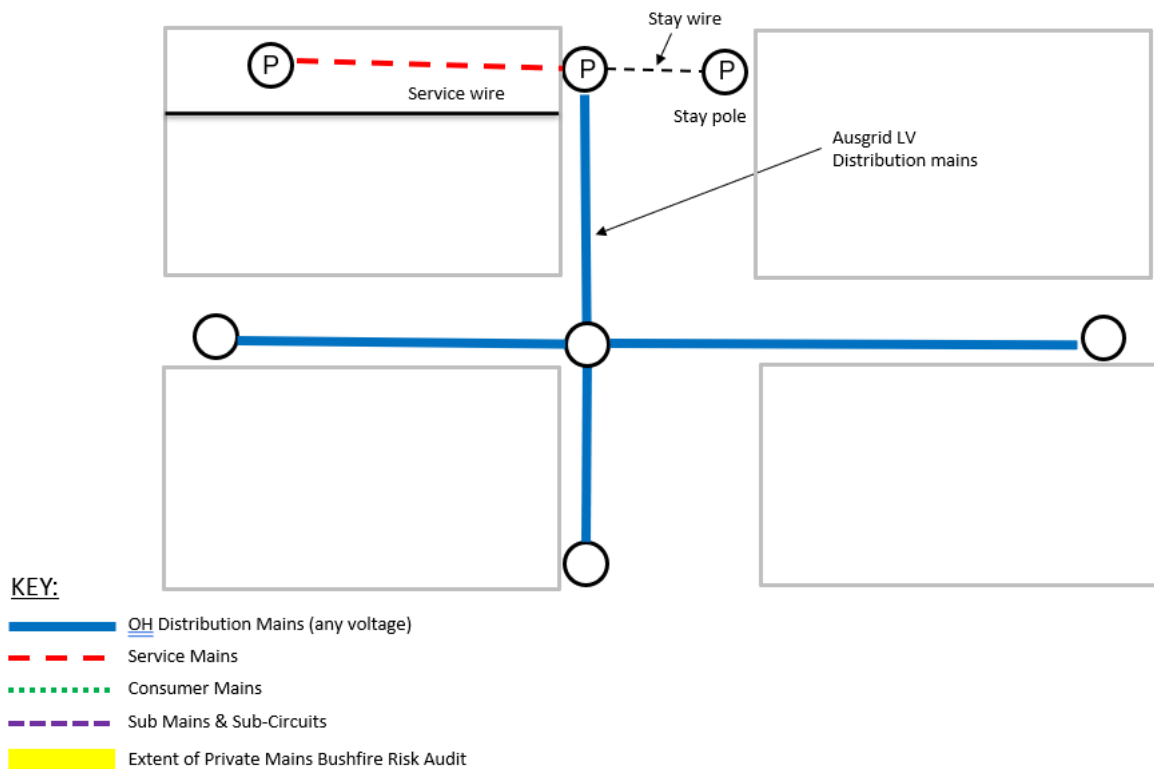 Stay wire
P
P
P
Service wire
Stay pole
Ausgrid LV
Distribution mains
KEY:
OH Distribution Mains (any voltage)
Service Mains
Consumer Mains
Sub Mains & Sub-Circuits
Extent of Private Mains Bushfire Risk Audit